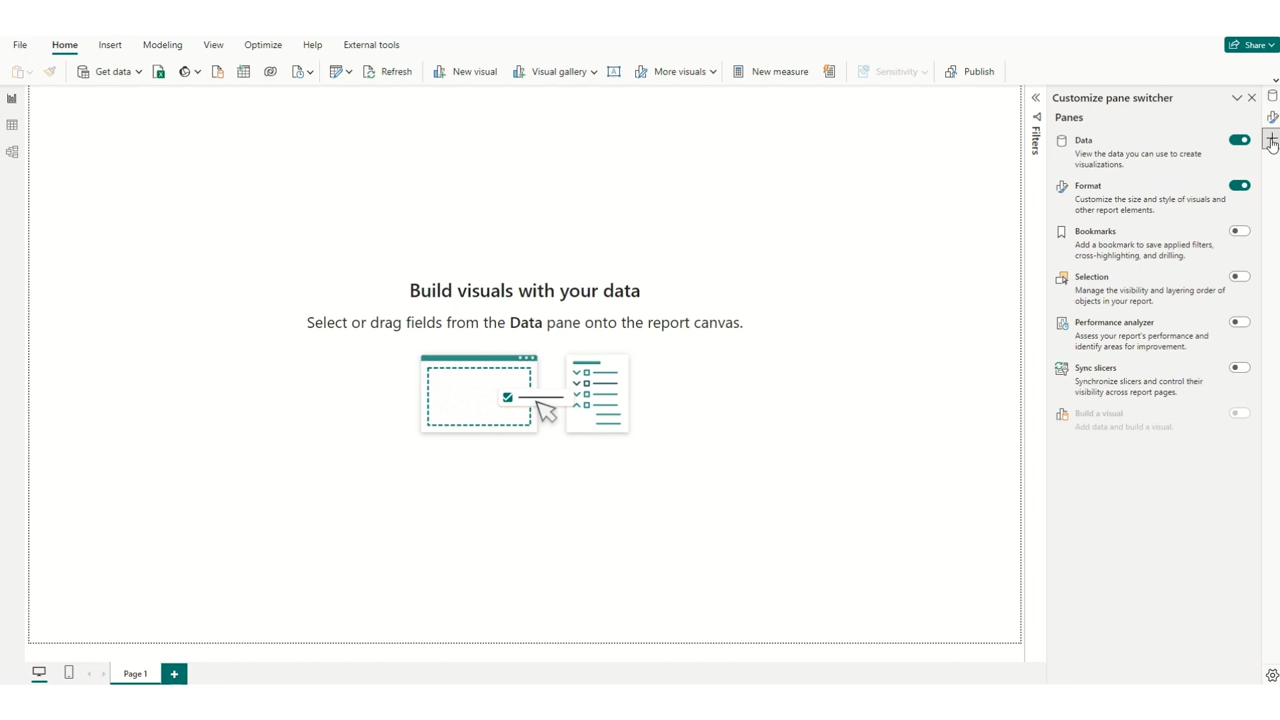 File Home Insert Modeling View Optimize Help External tools
Share
Get data Refresh New visual Visual gallery More visuals New measure Sensitivity Publish
Filters
Customize pane switcher
Panes
Data
View the data you can use to create
visualizations.
Format
Customize the size and style of visuals and
other report elements.
Bookmarks
Add a bookmark to save applied filters,
cross-highlighting, and drilling.
Selection
Manage the visibility and layering order of
objects in your report.
Performance analyzer
Assess your report's performance and
identify areas for improvement.
Sync slicers
Synchronize slicers and control their
visibility across report pages.
Build a visual
Add data and build a visual.
Build visuals with your data
Select or drag fields from the Data pane onto the report canvas.
Page 1